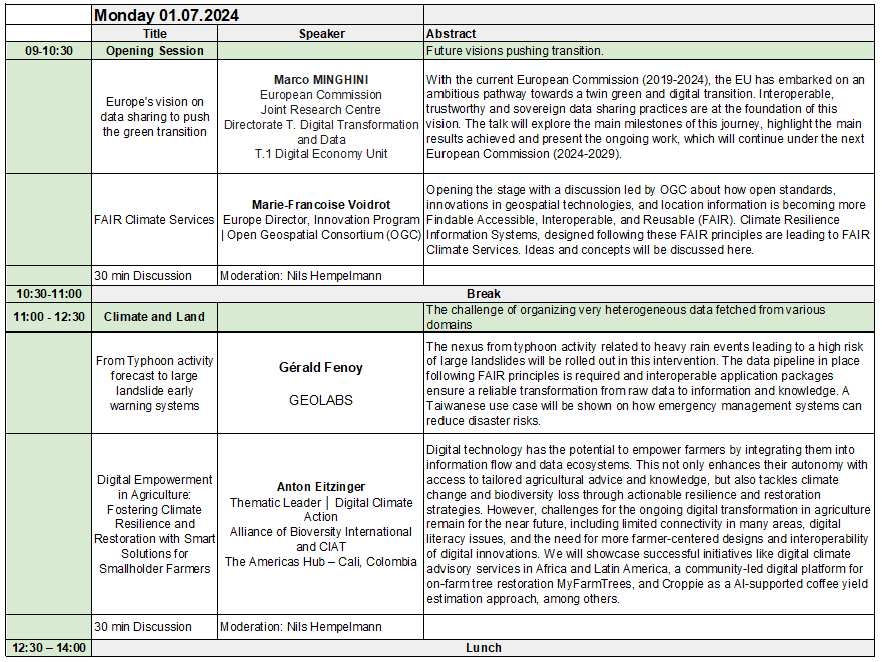 Monday 01.07.2024
Title Speaker Abstract
09-10:30 Opening Session Future visions pushing transition.
Europe's vision on
data sharing to push
the green transition
Marco MINGHINI
European Commission
Joint Research Centre
Directorate T. Digital Transformation
and Data
T.1 Digital Economy Unit
With the current European Commission (2019-2024), the EU has embarked on an
ambitious pathway towards a twin green and digital transition. Interoperable,
trustworthy and sovereign data sharing practices are at the foundation of this
vision. The talk will explore the main milestones of this journey, highlight the main
results achieved and present the ongoing work, which will continue under the next
European Commission (2024-2029).
FAIR Climate Services
Marie-Francoise Voidrot
Europe Director, Innovation Program
| Open Geospatial Consortium (OGC)
Opening the stage with a discussion led by OGC about how open standards,
innovations in geospatial technologies, and location information is becoming more
Findable Accessible, Interoperable, and Reusable (FAIR). Climate Resilience
Information Systems, designed following these FAIR principles are leading to FAIR
Climate Services. Ideas and concepts will be discussed here.
30 min Discussion Moderation: Nils Hempelmann
10:30-11:00 Break
11:00 - 12:30 Climate and Land
The challenge of organizing very heterogeneous data fetched from various
domains
From Typhoon activity
forecast to large
landslide early
warning systems
Gérald Fenoy
GEOLABS
The nexus from typhoon activity related to heavy rain events leading to a high risk
of large landslides will be rolled out in this intervention. The data pipeline in place
following FAIR principles is required and interoperable application packages
ensure a reliable transformation from raw data to information and knowledge. A
Taiwanese use case will be shown on how emergency management systems can
reduce disaster risks.
Digital Empowerment
in Agriculture:
Fostering Climate
Resilience and
Restoration with Smart
Solutions for
Smallholder Farmers
Anton Eitzinger
Thematic Leader │ Digital Climate
Action
Alliance of Bioversity International
and CIAT
The Americas Hub – Cali, Colombia
Digital technology has the potential to empower farmers by integrating them into
information flow and data ecosystems. This not only enhances their autonomy with
access to tailored agricultural advice and knowledge, but also tackles climate
change and biodiversity loss through actionable resilience and restoration
strategies. However, challenges for the ongoing digital transformation in agriculture
remain for the near future, including limited connectivity in many areas, digital
literacy issues, and the need for more farmer-centered designs and interoperability
of digital innovations. We will showcase successful initiatives like digital climate
advisory services in Africa and Latin America, a community-led digital platform for
on-farm tree restoration MyFarmTrees, and Croppie as a AI-supported coffee yield
estimation approach, among others.
30 min Discussion Moderation: Nils Hempelmann
12:30 – 14:00 Lunch